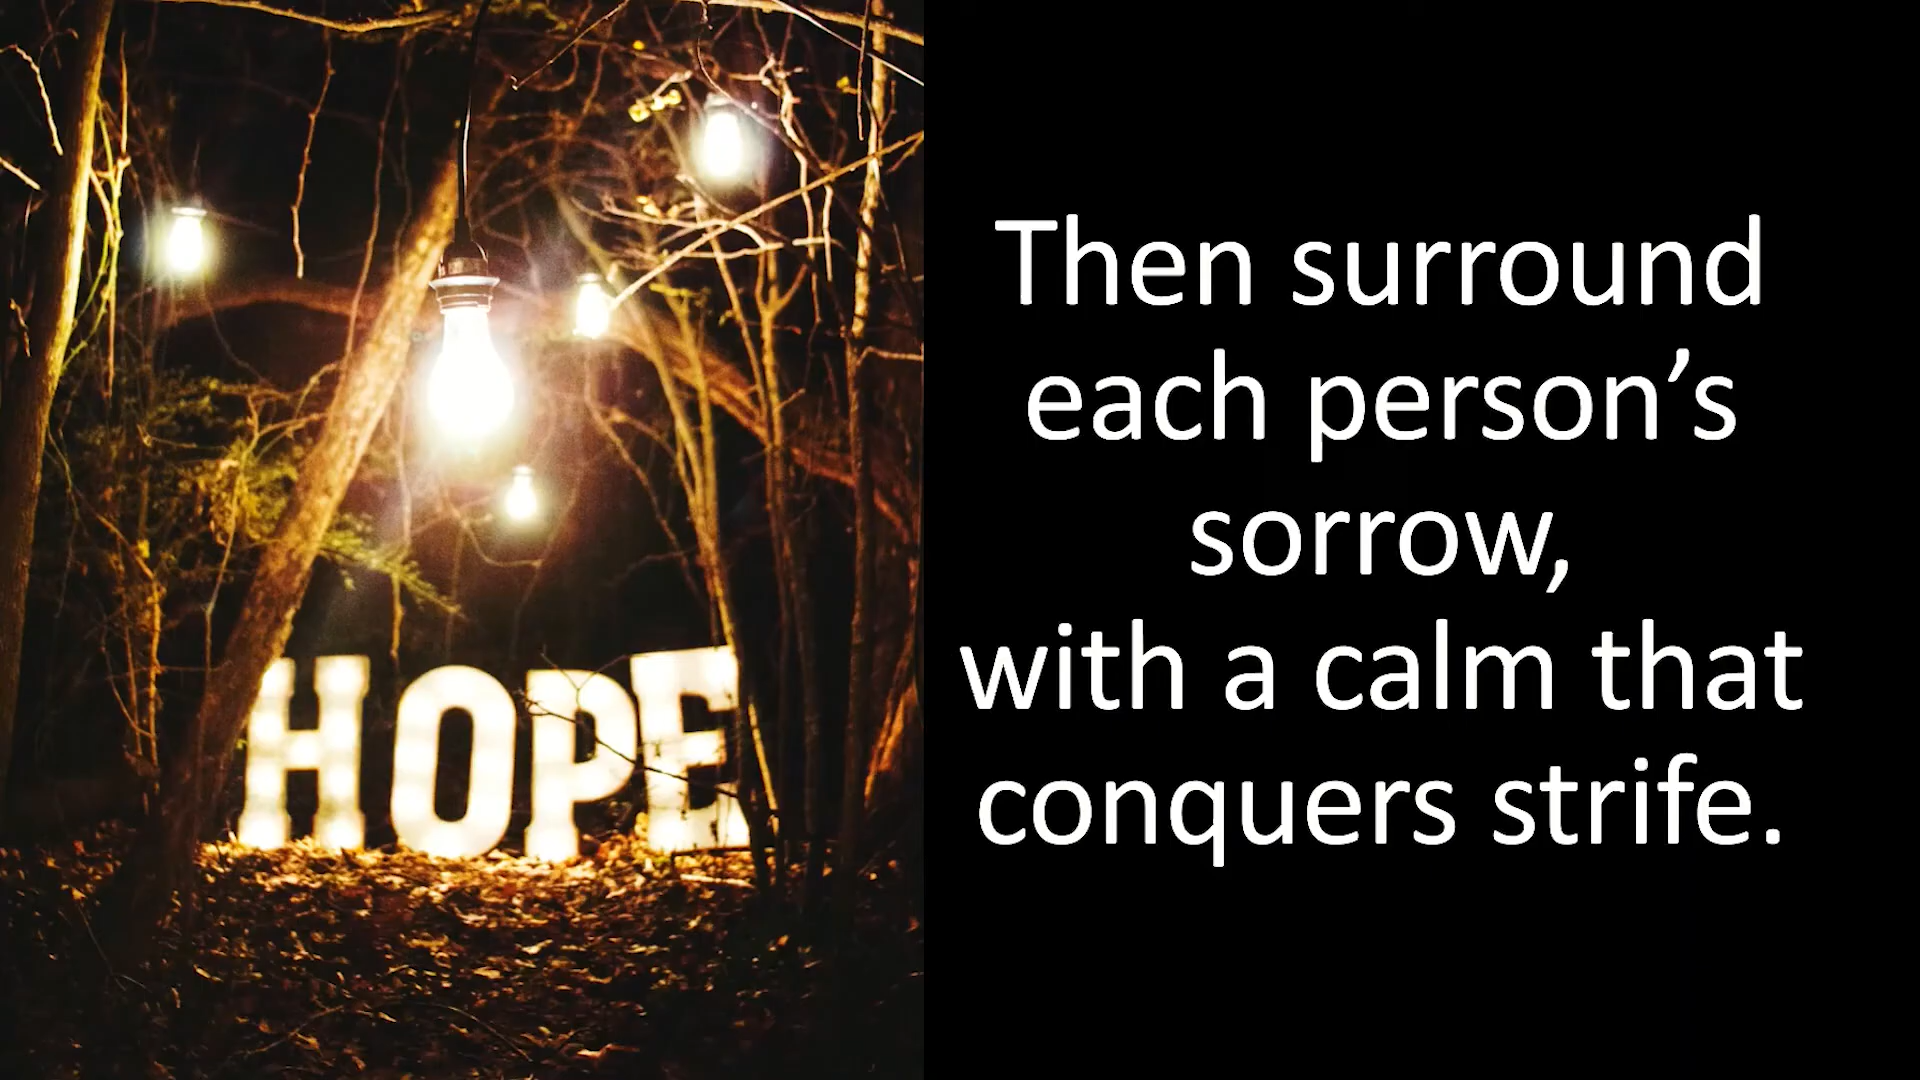 HOPE
Then surround
each person’s
sorrow,
with a calm that
conquers strife.